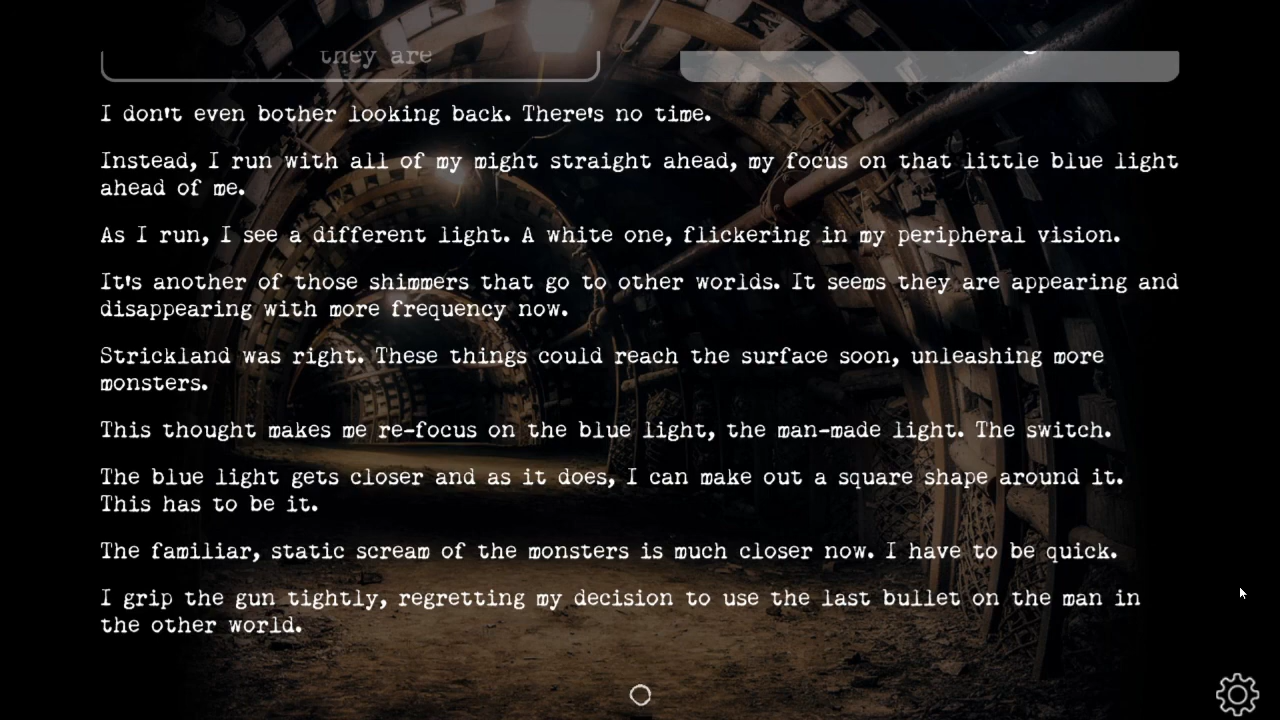 they are
I don't even bother looking back. There's no time.
Instead, I run with all of my might straight ahead, my focus on that little blue light
ahead of me.
As I run, I see a different light. A white one, flickering in my peripheral vision.
It's another of those shimmers that go to other worlds. It seems they are appearing and
disappearing with more frequency now.
Strickland was right. These things could reach the surface soon, unleashing more
monsters.
This thought makes me re-focus on the blue light, the man-made light. The switch.
The blue light gets closer and as it does, I can make out a square shape around it.
This has to be it.
The familiar, static scream of the monsters is much closer now. I have to be quick.
I grip the gun tightly, regretting my decision to use the last bullet on the man in
the other world.